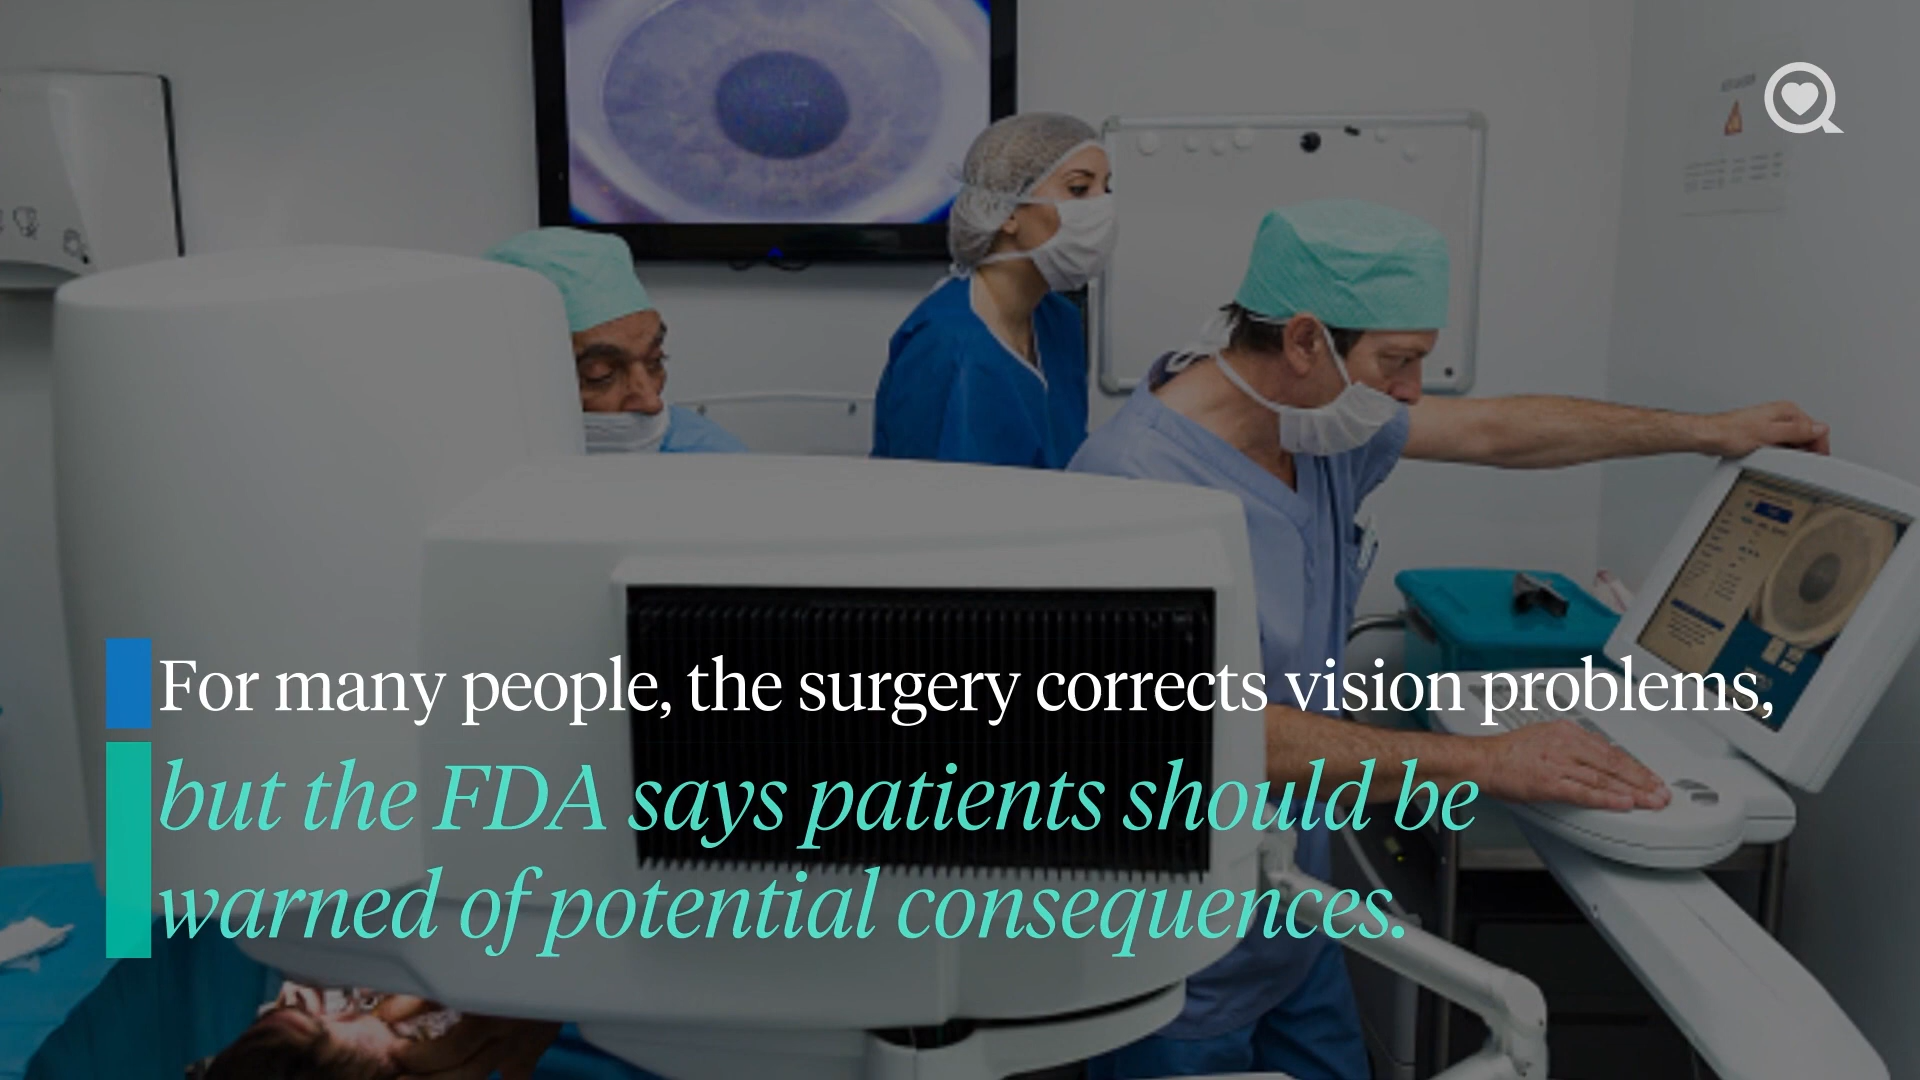 For many people, the surgery corrects vision problems,
but the FDA says patients should be
warned of potential consequences.